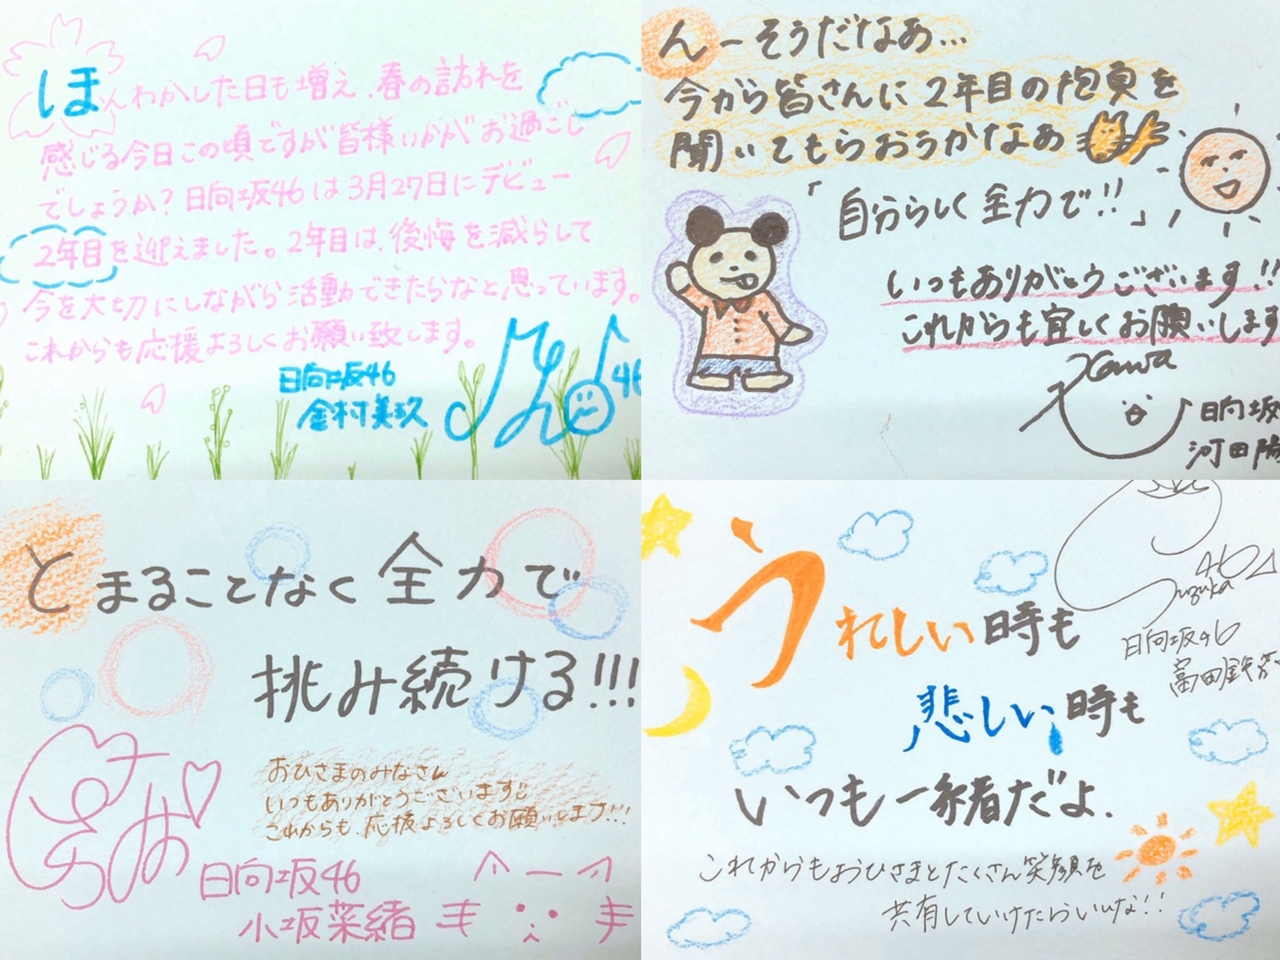 ほんわかした日も増え、春の訪れを
感じる今日この頃ですが皆様いかがお過ごし
でしょうか?日向坂46は3月27日にデビュー
2年目を迎えました。2年目は、後悔を減らして
今を大切にしながら活動できたらなと思っています。
これからも応援よろしくお願い致します。
日向坂46
金村美玖
46
んーそうだなあ...
今から皆さんに2年目の抱負を
聞いてもらおうかなあ
「自分らしく全力で!!」
いつもありがとうございます!!
これからも宜しくお願いします
Kawa
日向坂
河田陽
とまることなく全力で
挑み続ける!!!
おひさまのみなさん
いつもありがとうございます
これからも、応援よろしくお願いします!!!
日向坂46
小坂菜緒
うれしい時も
悲しい時も
いつも一緒だよ.
Suzuka
46
日向坂46
富田鈴花
これからもおひさまとたくさん笑顔を
共有していけたらいいな!!